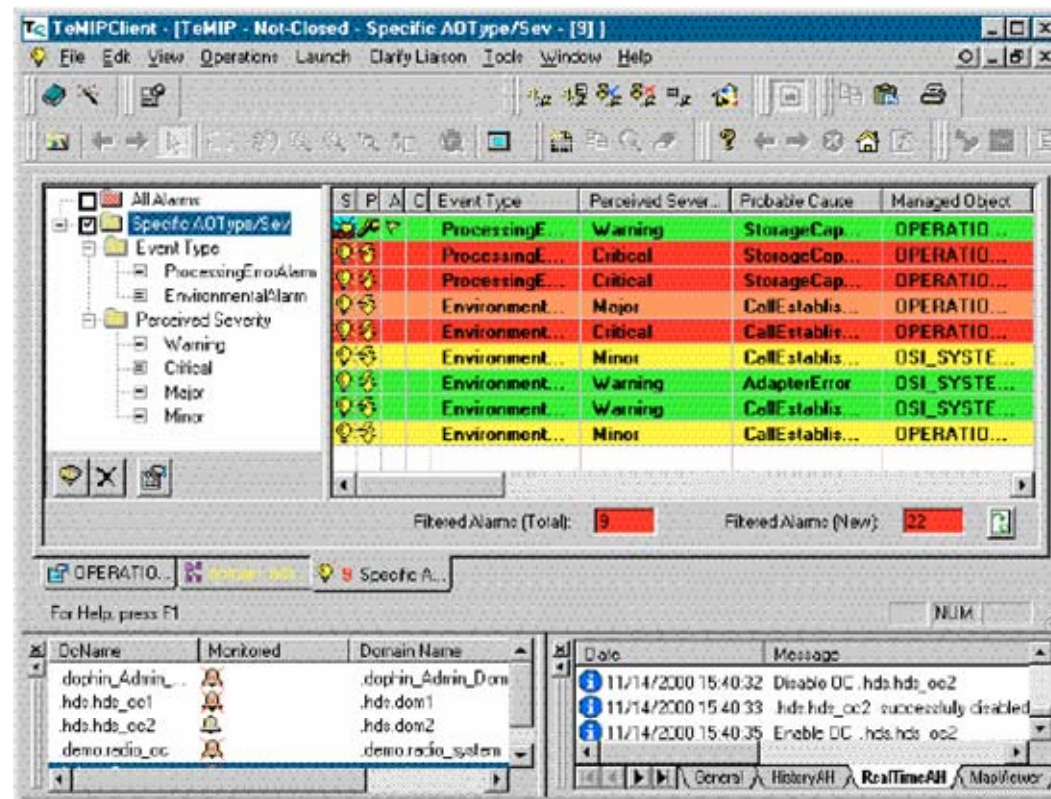 TeMIPClient - [TeMIP - Not-Closed - Specific AOType/Sev - [9] ]
File Edit View Operations Launch Clarify Liaison Tools Window Help
All Alarms
Specific AOType/Sev
Event Type
ProcessingErrorAlarm
EnvironmentalAlarm
Perceived Severity
Warning
Critical
Major
Minor
S P A C Event Type Perceived Sever... Probable Cause Managed Object
ProcessingE... Warning StorageCap... OPERATIO...
ProcessingE... Critical StorageCap... OPERATIO...
ProcessingE... Critical StorageCap... OPERATIO...
Environment... Major CallEstablis... OPERATIO...
Environment... Critical CallEstablis... OPERATIO...
Environment... Minor CallEstablis... OSI_SYSTE...
Environment... Warning AdapterError OSI_SYSTE...
Environment... Warning CallEstablis... OSI_SYSTE...
Environment... Minor CallEstablis... OPERATIO...
Filtered Alarms (Total): 9 Filtered Alarms (New): 22
OPERATIO... 9 Specific A...
For Help, press F1
NUM
OcName Monitored Domain Name
dophin_Admin_... .dophin_Admin_Dom
.hds.hds_oc1 .hds.dom1
.hds.hds_oc2 .hds.dom2
demo.radio_oc .demo.radio_system
Date Message
11/14/2000 15:40:32 Disable OC .hds.hds_oc2
11/14/2000 15:40:33 .hds.hds_oc2 successfuly disabled
11/14/2000 15:40:35 Enable OC .hds.hds_oc2
General HistoryAH RealTimeAH MapViewer